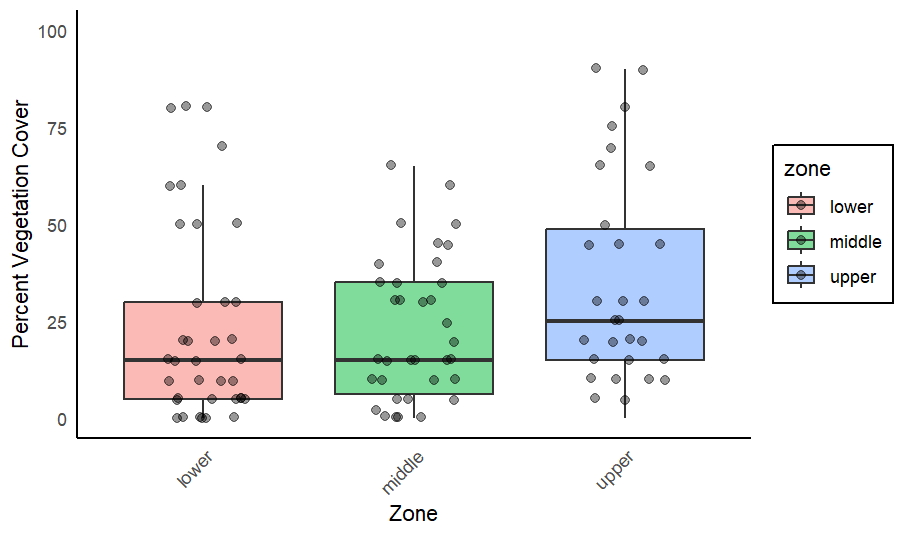 100
75
50
25
0
Percent Vegetation Cover
lower
middle
upper
Zone
zone
lower
middle
upper